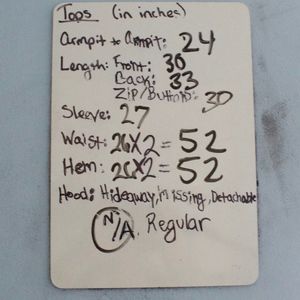 Tops (in inches)
armpit to armpit: 24
Length: Front: 30
Back: 33
Zip/Buttons: 30
Sleeve: 27
Waist: 26X2 = 52
Hem: 26X2 = 52
Hood: Hideaway, Missing, Detachable
N/A, Regular